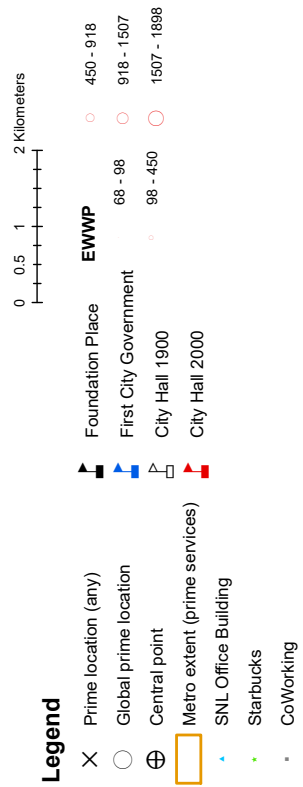 0 0.5 1 2 Kilometers
Legend
Prime location (any)
Global prime location
Central point
Metro extent (prime services)
SNL Office Building
Starbucks
CoWorking
Foundation Place
First City Government
City Hall 1900
City Hall 2000
EWWP
68 - 98
98 - 450
450 - 918
918 - 1507
1507 - 1898